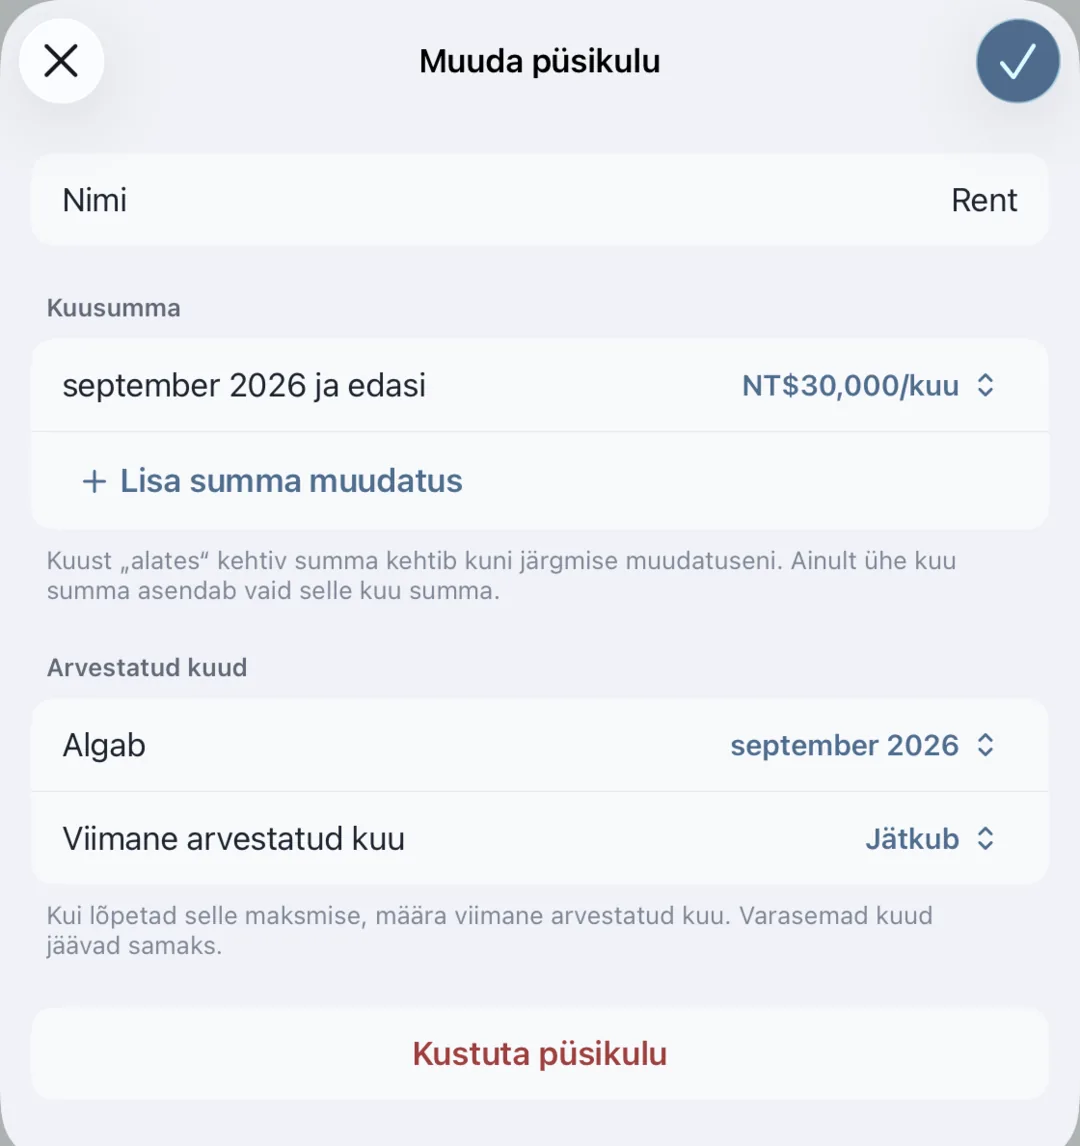 Muuda püsikulu
Nimi Rent
Kuusumma
september 2026 ja edasi NT$30,000/kuu
+ Lisa summa muudatus
Kuust „alates“ kehtiv summa kehtib kuni järgmise muudatuseni. Ainult ühe kuu
summa asendab vaid selle kuu summa.
Arvestatud kuud
Algab september 2026
Viimane arvestatud kuu Jätkub
Kui lõpetad selle maksmise, määra viimane arvestatud kuu. Varasemad kuud
jäävad samaks.
Kustuta püsikulu